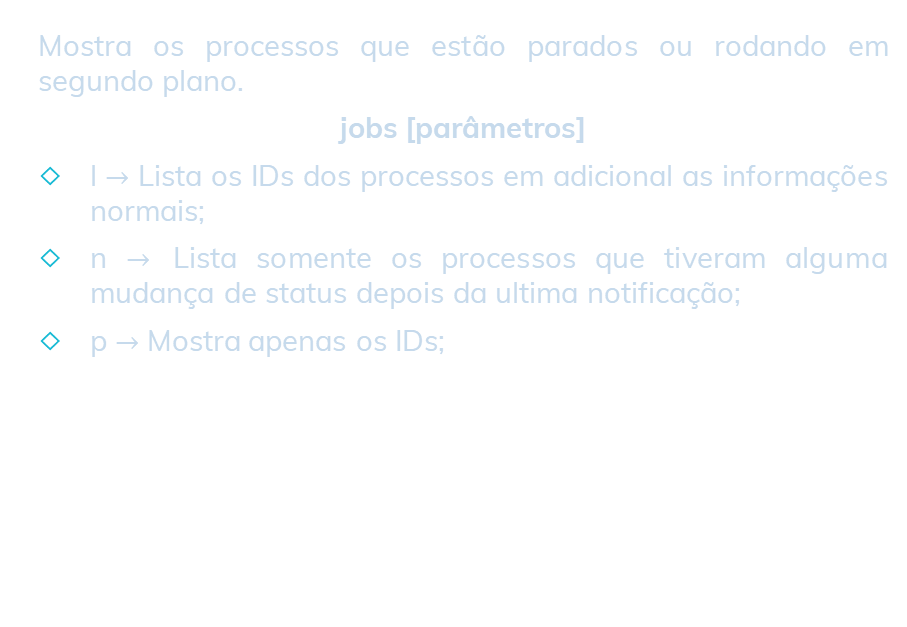 Mostra os processos que estão parados ou rodando em
segundo plano.
jobs [parâmetros]
l → Lista os IDs dos processos em adicional as informações
normais;
n → Lista somente os processos que tiveram alguma
mudança de status depois da ultima notificação;
p → Mostra apenas os IDs;